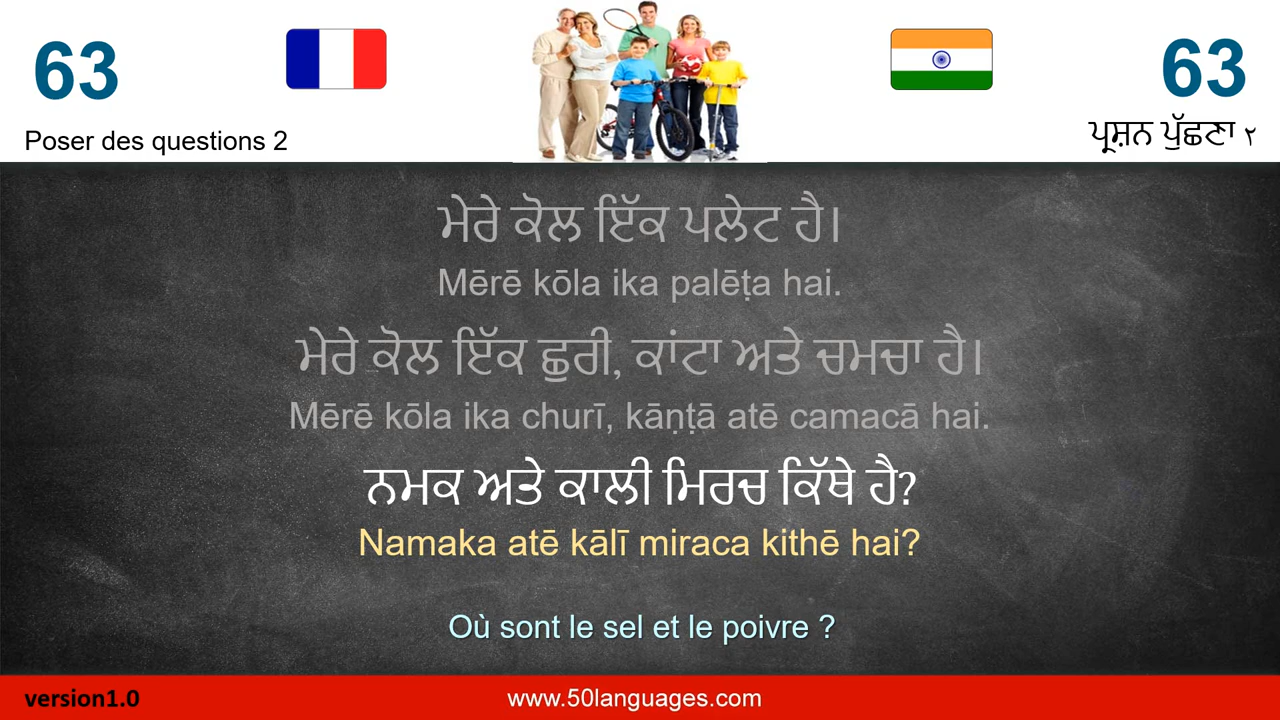 63
63
Poser des questions 2
ਪ੍ਰਸ਼ਨ ਪੁੱਛਣਾ ੨
ਮੇਰੇ ਕੋਲ ਇੱਕ ਪਲੇਟ ਹੈ।
Mērē kōla ika palēṭa hai.
ਮੇਰੇ ਕੋਲ ਇੱਕ ਛੁਰੀ, ਕਾਂਟਾ ਅਤੇ ਚਮਚਾ ਹੈ।
Mērē kōla ika churī, kāṇṭā atē camacā hai.
ਨਮਕ ਅਤੇ ਕਾਲੀ ਮਿਰਚ ਕਿੱਥੇ ਹੈ?
Namaka atē kālī miraca kithē hai?
Où sont le sel et le poivre ?
version1.0
www.50languages.com